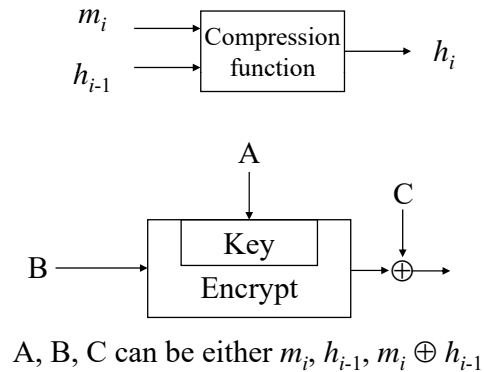 m_i
Compression
function
h_{i-1}
h_i
A
C
Key
B
Encrypt
A, B, C can be either m_i, h_{i-1}, m_i ⊕ h_{i-1}